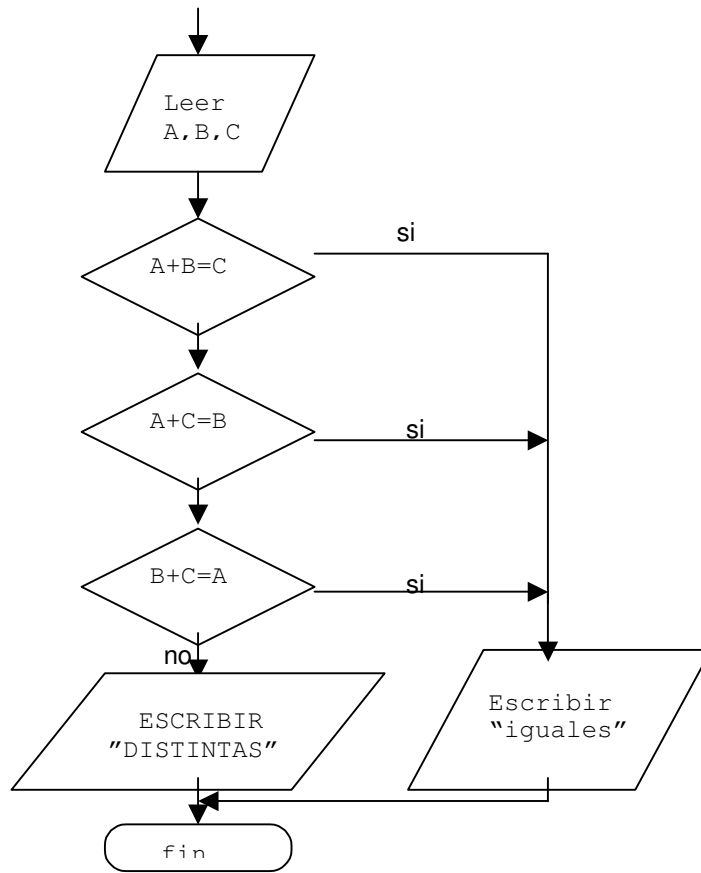 Leer
A,B,C
si
A+B=C
A+C=B
si
B+C=A
si
no
ESCRIBIR
”DISTINTAS”
Escribir
“iguales”
fin